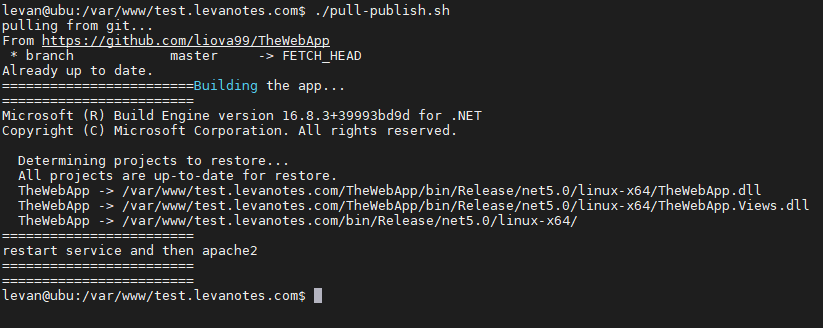 levan@ubu:/var/www/test.levanotes.com$ ./pull-publish.sh
pulling from git...
From https://github.com/liova99/TheWebApp
 * branch            master     -> FETCH_HEAD
Already up to date.
========================Building the app...
========================
Microsoft (R) Build Engine version 16.8.3+39993bd9d for .NET
Copyright (C) Microsoft Corporation. All rights reserved.

  Determining projects to restore...
  All projects are up-to-date for restore.
  TheWebApp -> /var/www/test.levanotes.com/TheWebApp/bin/Release/net5.0/linux-x64/TheWebApp.dll
  TheWebApp -> /var/www/test.levanotes.com/TheWebApp/bin/Release/net5.0/linux-x64/TheWebApp.Views.dll
  TheWebApp -> /var/www/test.levanotes.com/bin/Release/net5.0/linux-x64/
========================
restart service and then apache2
========================
========================
levan@ubu:/var/www/test.levanotes.com$